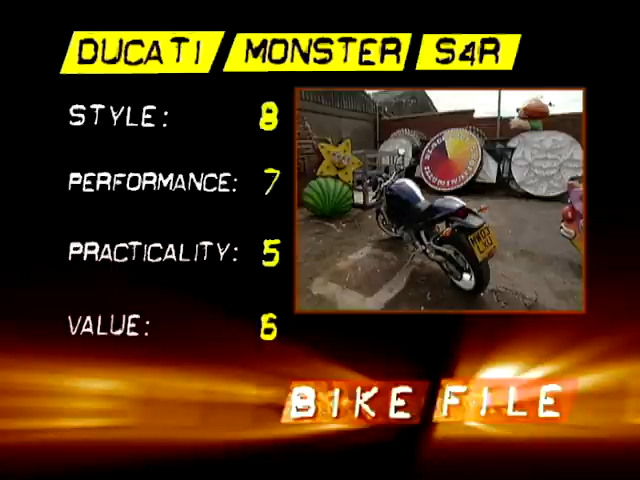 DUCATI MONSTER S4R
STYLE: 8
PERFORMANCE: 7
PRACTICALITY: 5
VALUE: 6
BIKE FILE